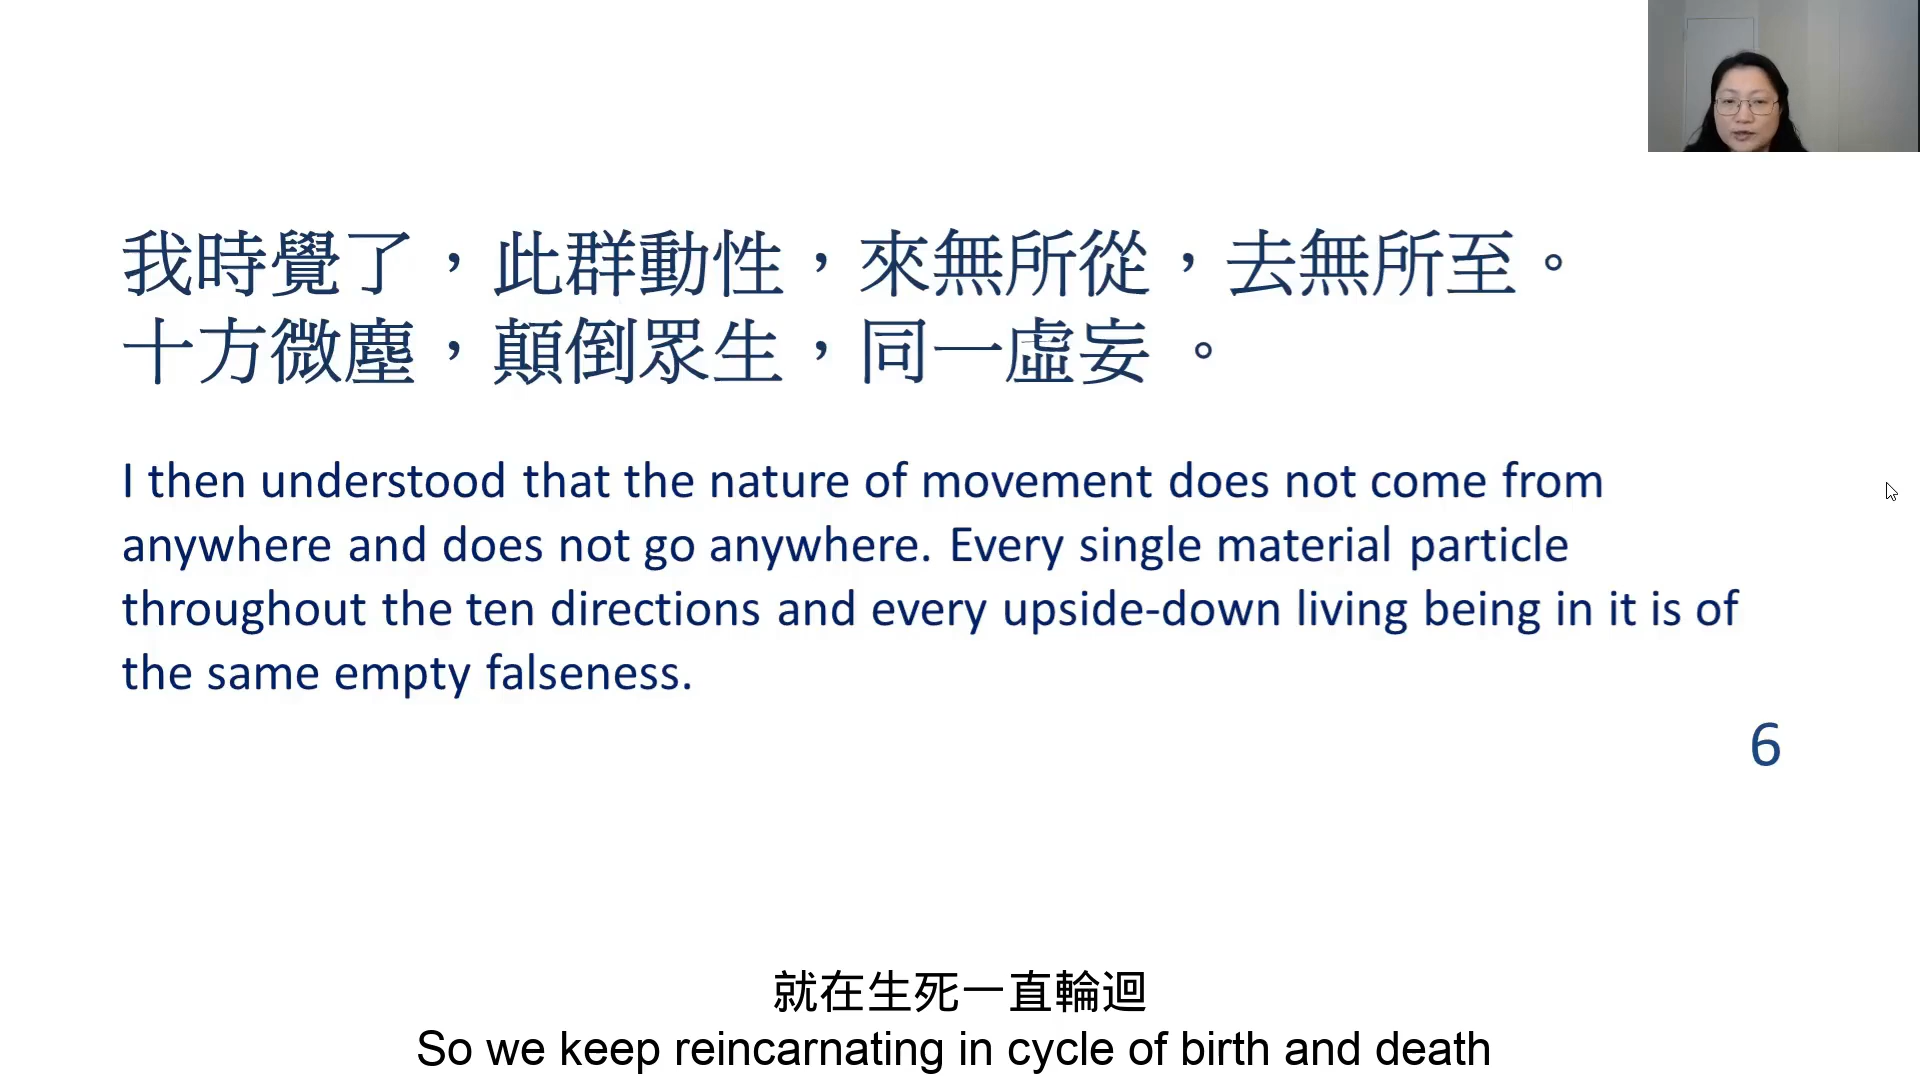 我時覺了，此群動性，來無所從，去無所至。
十方微塵，顛倒眾生，同一虛妄 。
I then understood that the nature of movement does not come from
anywhere and does not go anywhere. Every single material particle
throughout the ten directions and every upside-down living being in it is of
the same empty falseness.
6
就在生死一直輪迴
So we keep reincarnating in cycle of birth and death